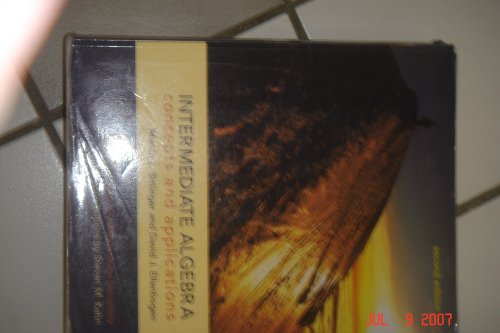 INTERMEDIATE ALGEBRA
concepts and applications
Marvin L. Bittinger and David J. Ellenbogen
second edition
JUL 9 2007